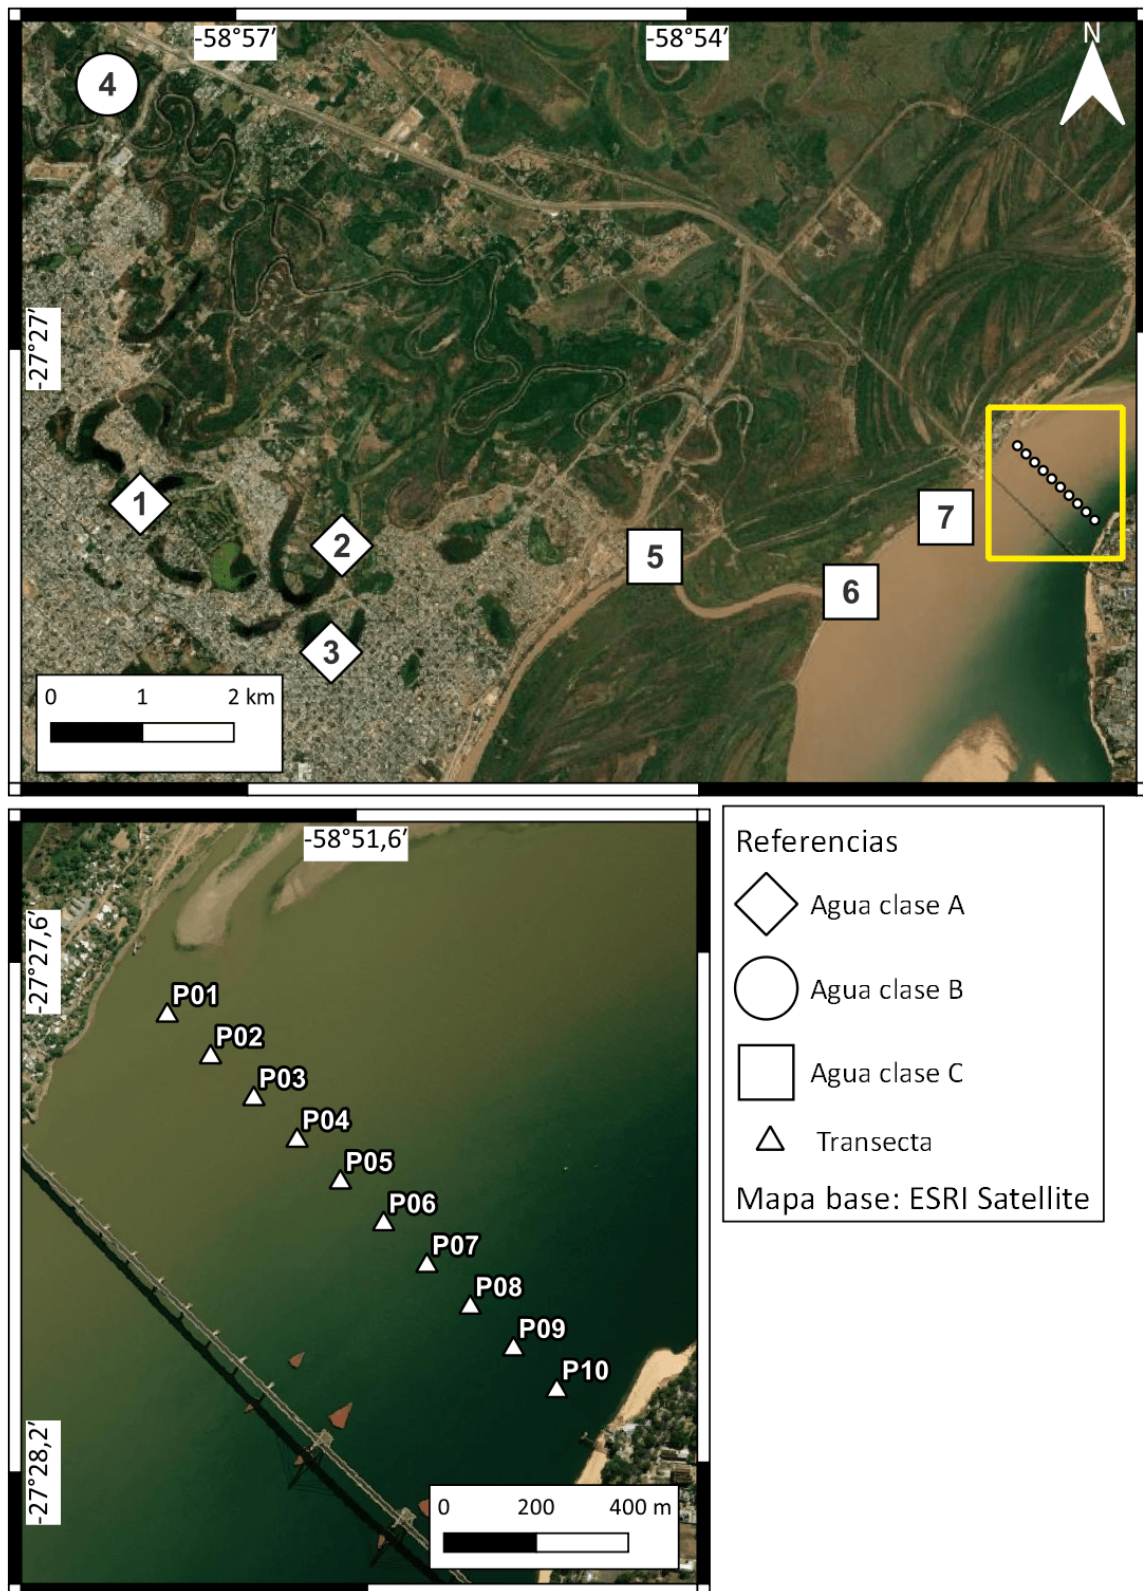 -58°57′
-58°54′
N
4
-27°27′
1
2
3
5
6
7
0 1 2 km
-58°51,6′
-27°27,6′
P01
P02
P03
P04
P05
P06
P07
P08
P09
P10
-27°28,2′
0 200 400 m
Referencias
Agua clase A
Agua clase B
Agua clase C
Transecta
Mapa base: ESRI Satellite